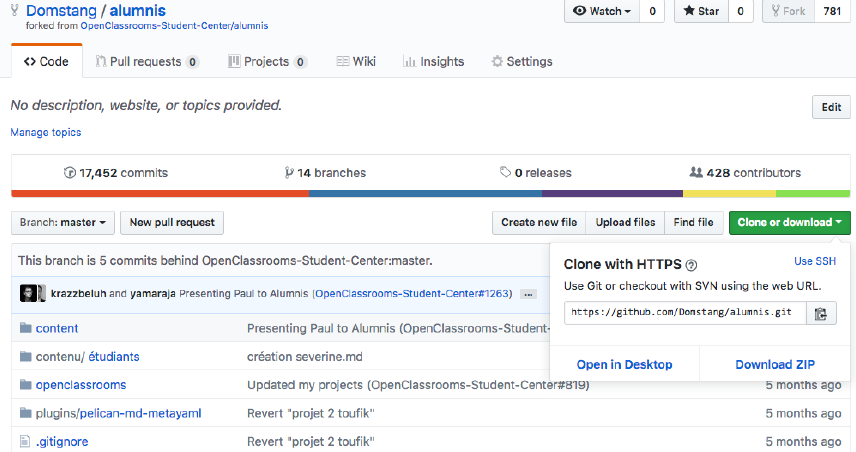 Domstang / alumnis
Watch 0 Star 0 Fork 781
forked from OpenClassrooms-Student-Center/alumnis
Code Pull requests 0 Projects 0 Wiki Insights Settings
No description, website, or topics provided. Edit
Manage topics
17,452 commits 14 branches 0 releases 428 contributors
Branch: master New pull request Create new file Upload files Find file Clone or download
This branch is 5 commits behind OpenClassrooms-Student-Center:master.
Clone with HTTPS Use SSH
Use Git or checkout with SVN using the web URL.
https://github.com/Domstang/alumnis.git
Open in Desktop Download ZIP
krazzbeluh and yamaraja Presenting Paul to Alumnis (OpenClassrooms-Student-Center#1263) ...
content Presenting Paul to Alumnis (OpenClassrooms-Student-
contenu/ étudiants création severine.md
openclassrooms Updated my projects (OpenClassrooms-Student-Center#819) 5 months ago
plugins/pelican-md-metayaml Revert "projet 2 toufik" 5 months ago
.gitignore Revert "projet 2 toufik" 5 months ago